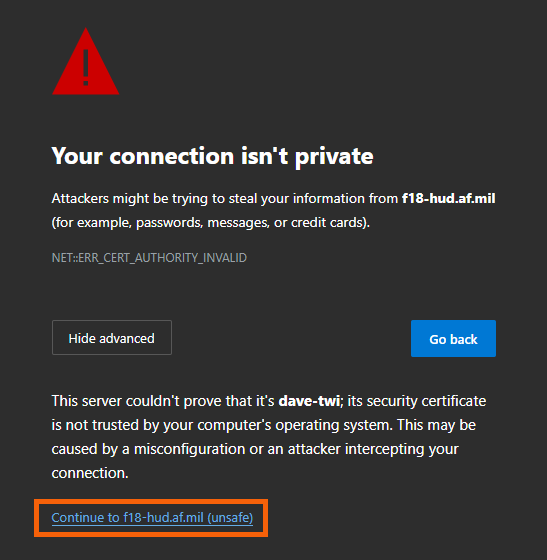 Your connection isn't private
Attackers might be trying to steal your information from f18-hud.af.mil
(for example, passwords, messages, or credit cards).
NET::ERR_CERT_AUTHORITY_INVALID
Hide advanced
Go back
This server couldn't prove that it's dave-twi; its security certificate
is not trusted by your computer's operating system. This may be
caused by a misconfiguration or an attacker intercepting your
connection.
Continue to f18-hud.af.mil (unsafe)